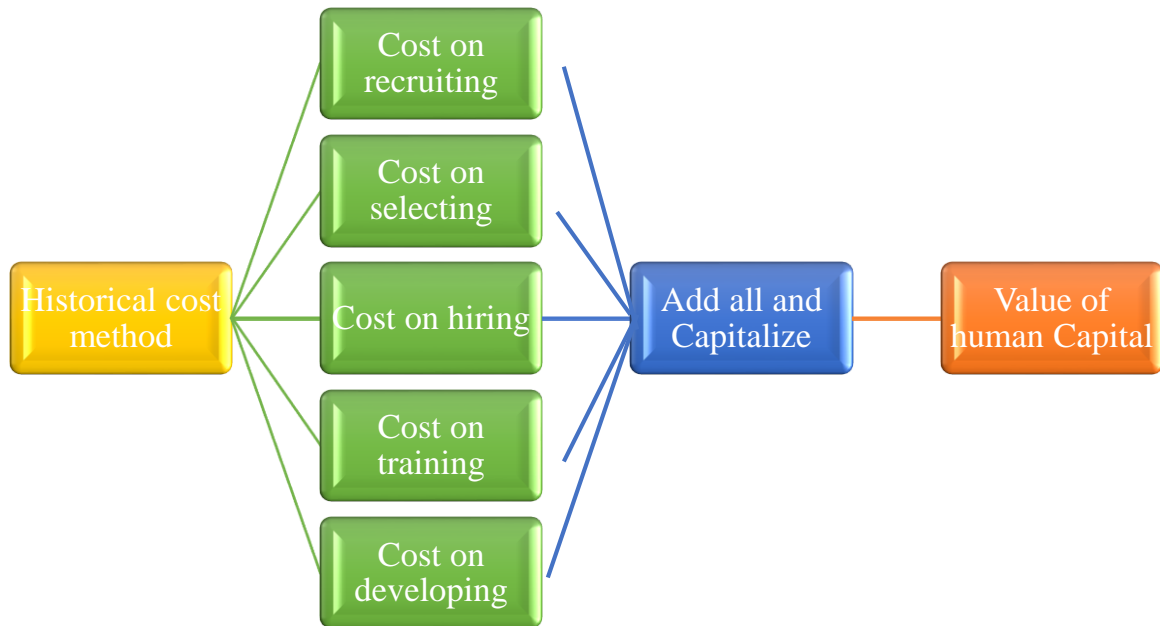 Historical cost
method
Cost on
recruiting
Cost on
selecting
Cost on hiring
Cost on
training
Cost on
developing
Add all and
Capitalize
Value of
human Capital